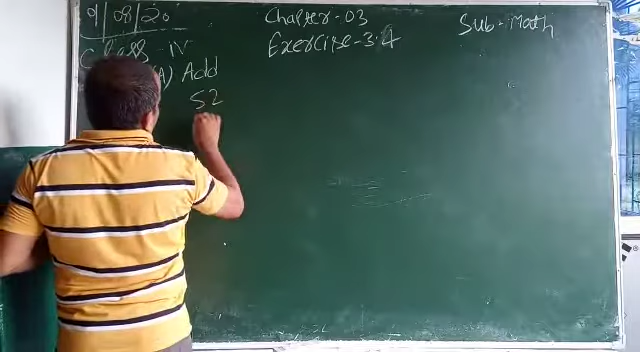 9/08/20
Chapter-03
Sub-Math
Class-IV
Exercise-3.4
(A) Add
52